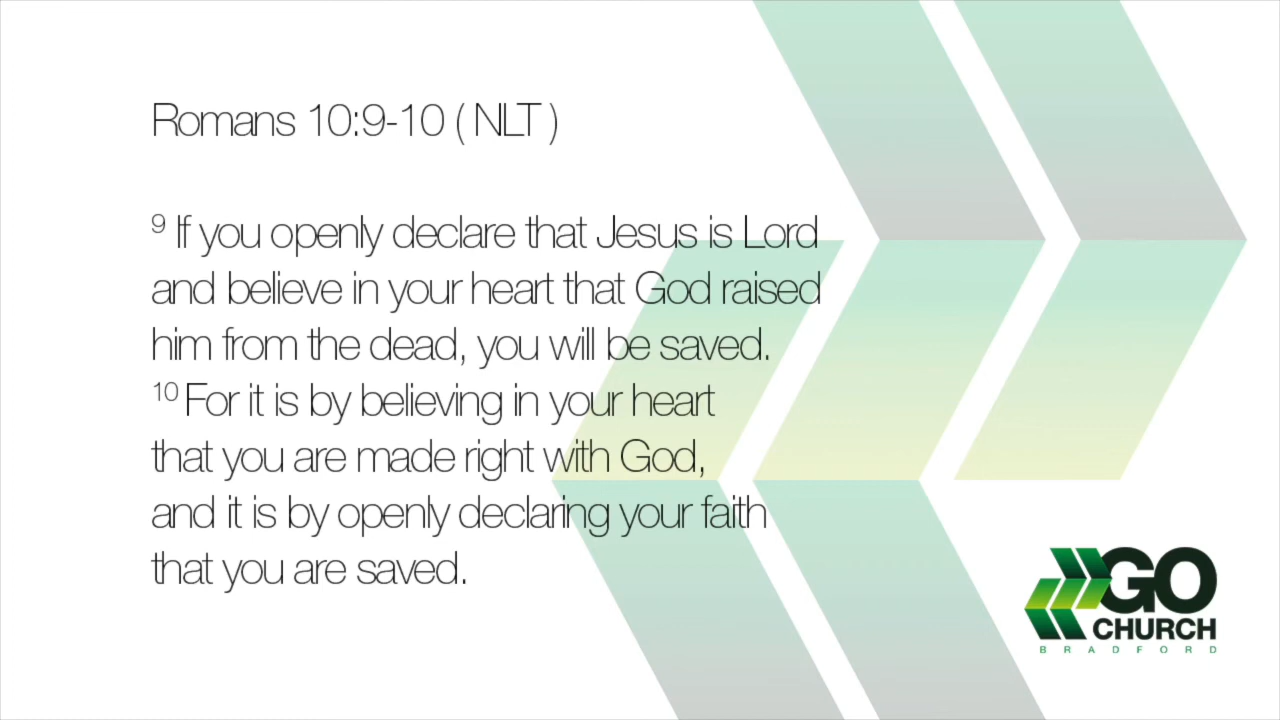 Romans 10:9-10 ( NLT )
⁹ If you openly declare that Jesus is Lord
and believe in your heart that God raised
him from the dead, you will be saved.
¹⁰ For it is by believing in your heart
that you are made right with God,
and it is by openly declaring your faith
that you are saved.
GO
CHURCH
BRADFORD